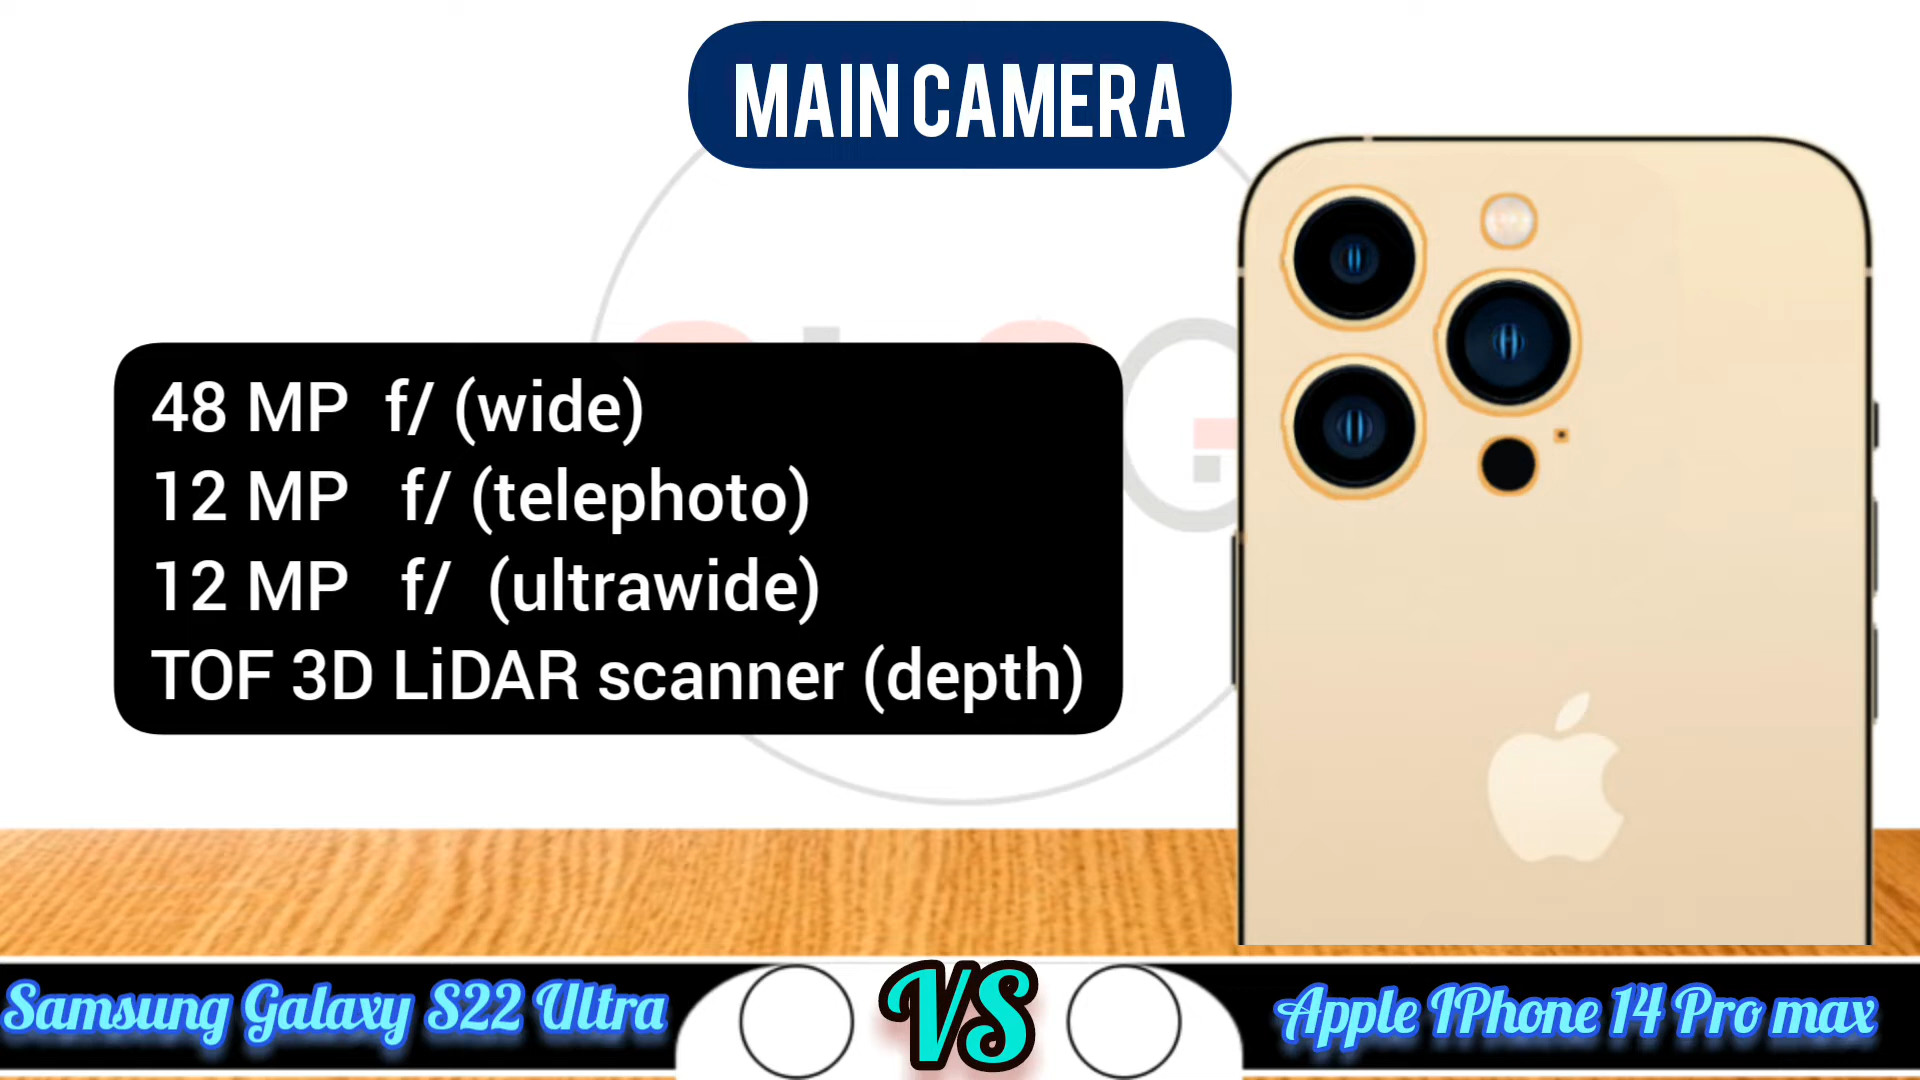 MAIN CAMERA
48 MP f/ (wide)
12 MP f/ (telephoto)
12 MP f/ (ultrawide)
TOF 3D LiDAR scanner (depth)
Samsung Galaxy S22 Ultra
VS
Apple IPhone 14 Pro max